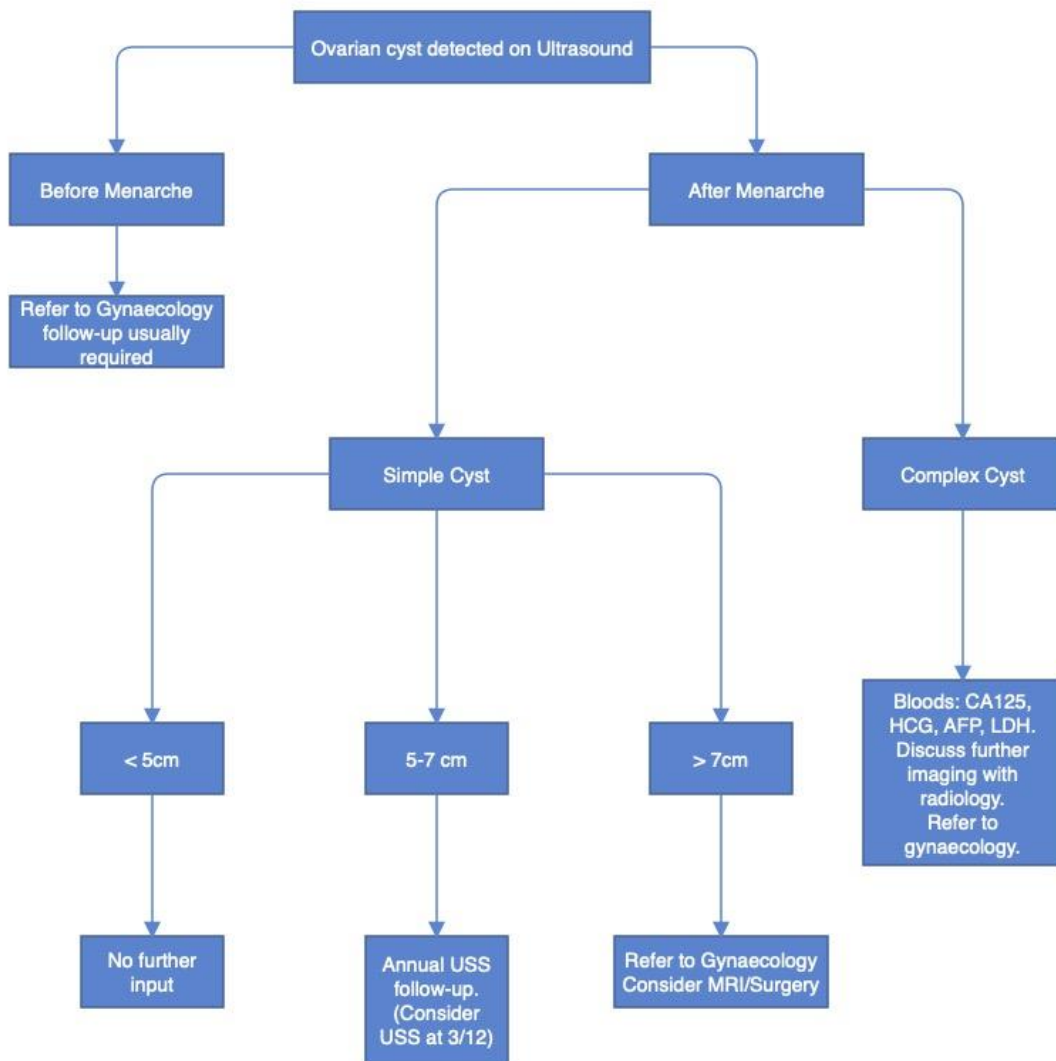 Ovarian cyst detected on Ultrasound
Before Menarche
After Menarche
Refer to Gynaecology
follow-up usually
required
Simple Cyst
Complex Cyst
< 5cm
5-7 cm
> 7cm
Bloods: CA125,
HCG, AFP, LDH.
Discuss further
imaging with
radiology.
Refer to
gynaecology.
No further
input
Annual USS
follow-up.
(Consider
USS at 3/12)
Refer to Gynaecology
Consider MRI/Surgery